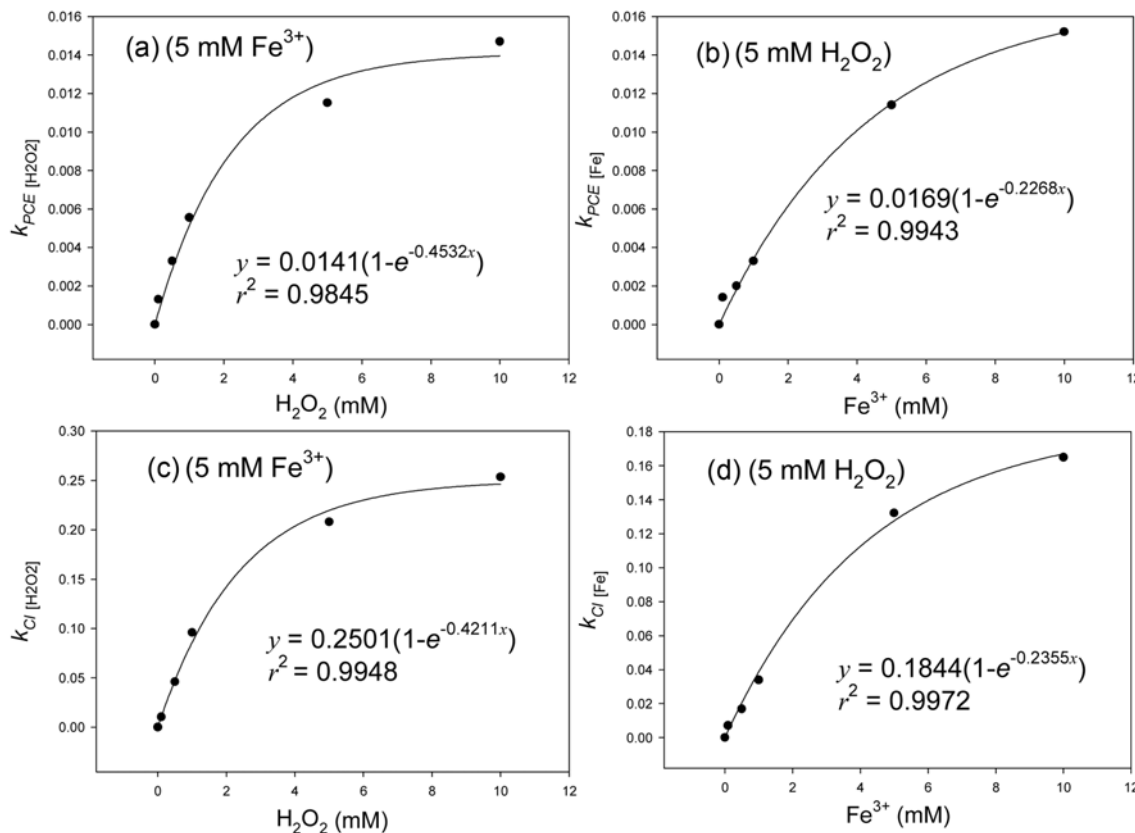 (a) (5 mM Fe³⁺)
0.016
0.014
0.012
0.010
0.008
0.006
0.004
0.002
0.000
k_PCE [H2O2]
y = 0.0141(1-e^-0.4532x)
r² = 0.9845
0 2 4 6 8 10 12
H₂O₂ (mM)
(b) (5 mM H₂O₂)
0.016
0.014
0.012
0.010
0.008
0.006
0.004
0.002
0.000
k_PCE [Fe]
y = 0.0169(1-e^-0.2268x)
r² = 0.9943
0 2 4 6 8 10 12
Fe³⁺ (mM)
(c) (5 mM Fe³⁺)
0.30
0.25
0.20
0.15
0.10
0.05
0.00
k_Cl [H2O2]
y = 0.2501(1-e^-0.4211x)
r² = 0.9948
0 2 4 6 8 10 12
H₂O₂ (mM)
(d) (5 mM H₂O₂)
0.18
0.16
0.14
0.12
0.10
0.08
0.06
0.04
0.02
0.00
k_Cl [Fe]
y = 0.1844(1-e^-0.2355x)
r² = 0.9972
0 2 4 6 8 10 12
Fe³⁺ (mM)